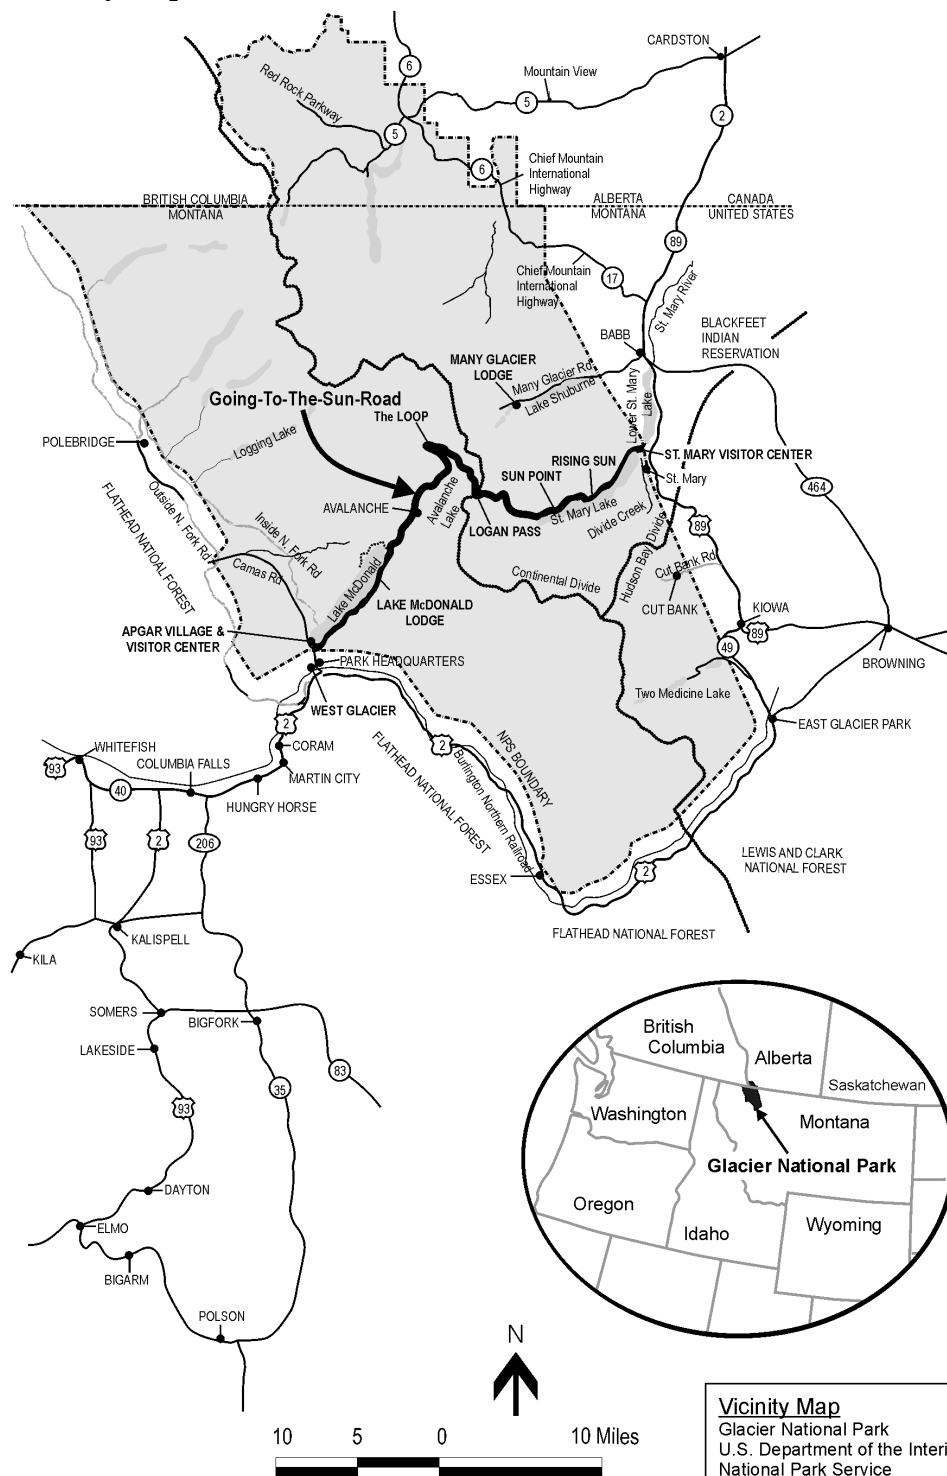 CARDSTON
6
Mountain View
Red Rock Parkway
5
2
5
6
Chief Mountain
International
Highway
BRITISH COLUMBIA
MONTANA
ALBERTA
MONTANA
CANADA
UNITED STATES
89
Chief Mountain
International
Highway
17
St. Mary River
BLACKFEET
INDIAN
RESERVATION
BABB
MANY GLACIER
LODGE
Many Glacier Rd
Lake Shuburne
Lower St. Mary
Lake
Going-To-The-Sun-Road
The LOOP
POLEBRIDGE
Logging Lake
ST. MARY VISITOR CENTER
RISING SUN
SUN POINT
St. Mary
464
AVALANCHE
Avalanche
Lake
LOGAN PASS
St. Mary Lake
Divide Creek
Outside N. Fork Rd
FLATHEAD NATIOAL FOREST
Inside N. Fork Rd
Camas Rd
89
Hudson Bay Divide
Cut Bank Rd
Continental Divide
CUT BANK
Lake McDonald
LAKE McDONALD
LODGE
KIOWA
89
APGAR VILLAGE &
VISITOR CENTER
49
BROWNING
PARK HEADQUARTERS
Two Medicine Lake
WEST GLACIER
EAST GLACIER PARK
2
CORAM
2
NPS BOUNDARY
FLATHEAD NATIONAL FOREST
Burlington Northern Railroad
WHITEFISH
93
COLUMBIA FALLS
MARTIN CITY
40
HUNGRY HORSE
93
2
206
LEWIS AND CLARK
NATIONAL FOREST
ESSEX
2
FLATHEAD NATIONAL FOREST
KALISPELL
KILA
SOMERS
BIGFORK
LAKESIDE
83
35
93
DAYTON
ELMO
BIGARM
POLSON
British
Columbia
Alberta
Saskatchewan
Washington
Montana
Glacier National Park
Oregon
Idaho
Wyoming
N
10 5 0 10 Miles
Vicinity Map
Glacier National Park
U.S. Department of the Interi
National Park Service